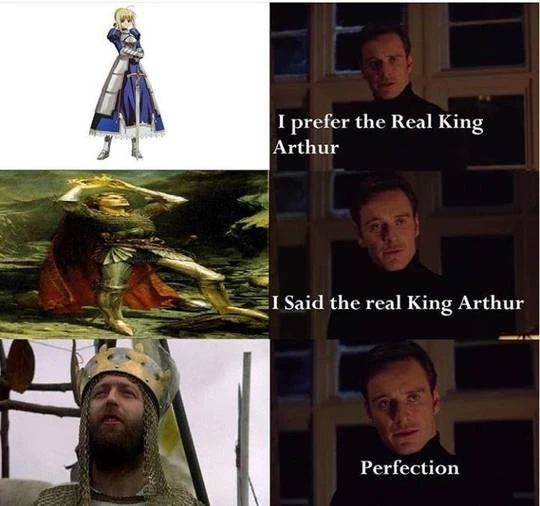 I prefer the Real King
Arthur
I Said the real King Arthur
Perfection